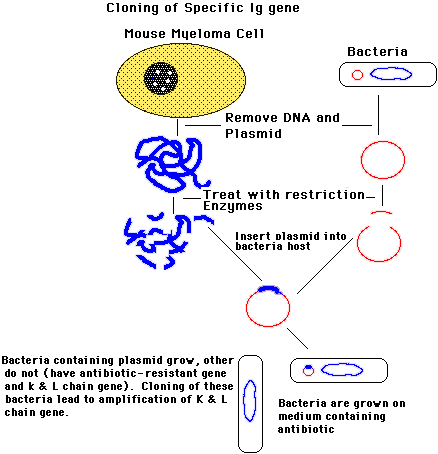 Cloning of Specific Ig gene
Mouse Myeloma Cell
Bacteria
Remove DNA and
Plasmid
Treat with restriction
Enzymes
Insert plasmid into
bacteria host
Bacteria containing plasmid grow, other
do not (have antibiotic-resistant gene
and k & L chain gene). Cloning of these
bacteria lead to amplification of K & L
chain gene.
Bacteria are grown on
medium containing
antibiotic